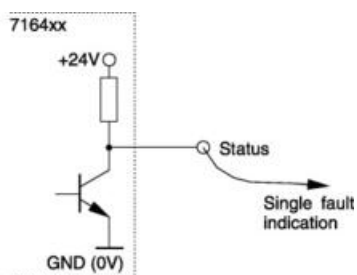 7164xx
+24V
Status
Single fault
indication
GND (0V)